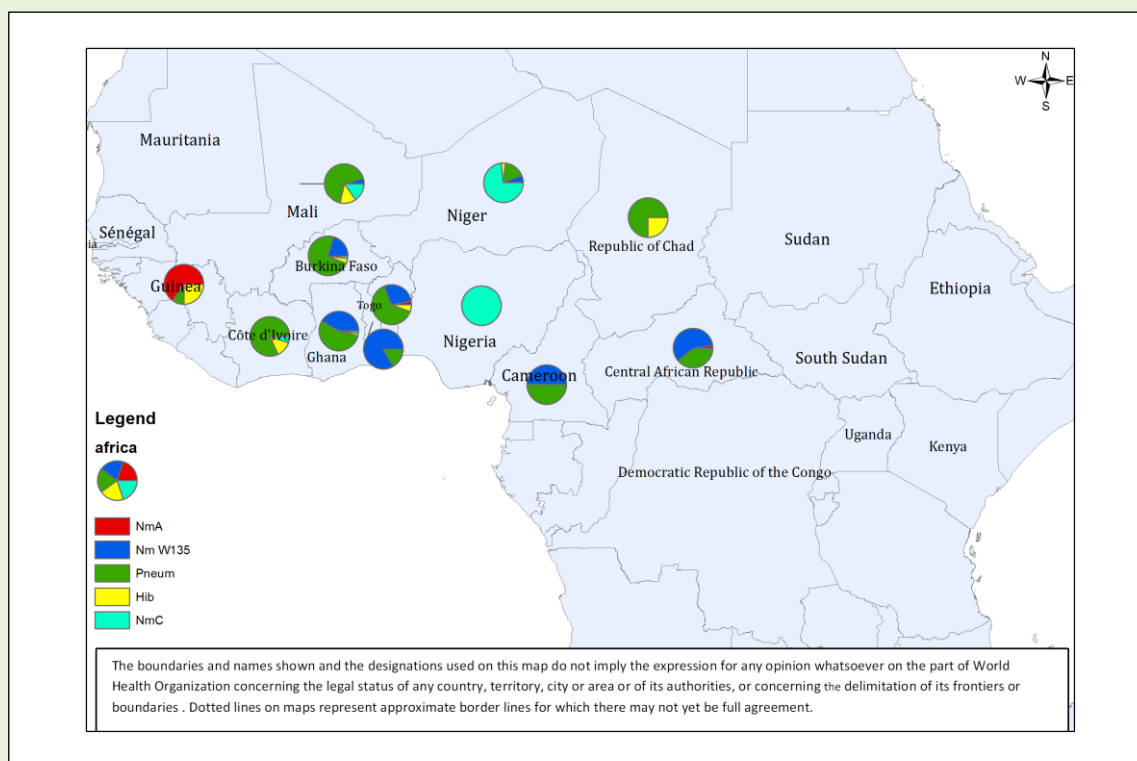 N
W E
S
Mauritania
Mali
Niger
Sénégal
Republic of Chad
Sudan
Burkina Faso
Guinea
Ethiopia
Togo
Côte d'Ivoire
Ghana
Nigeria
Cameroon
Central African Republic
South Sudan
Uganda
Kenya
Democratic Republic of the Congo
Legend
africa
NmA
Nm W135
Pneum
Hib
NmC
The boundaries and names shown and the designations used on this map do not imply the expression for any opinion whatsoever on the part of World
Health Organization concerning the legal status of any country, territory, city or area or of its authorities, or concerning the delimitation of its frontiers or
boundaries . Dotted lines on maps represent approximate border lines for which there may not yet be full agreement.